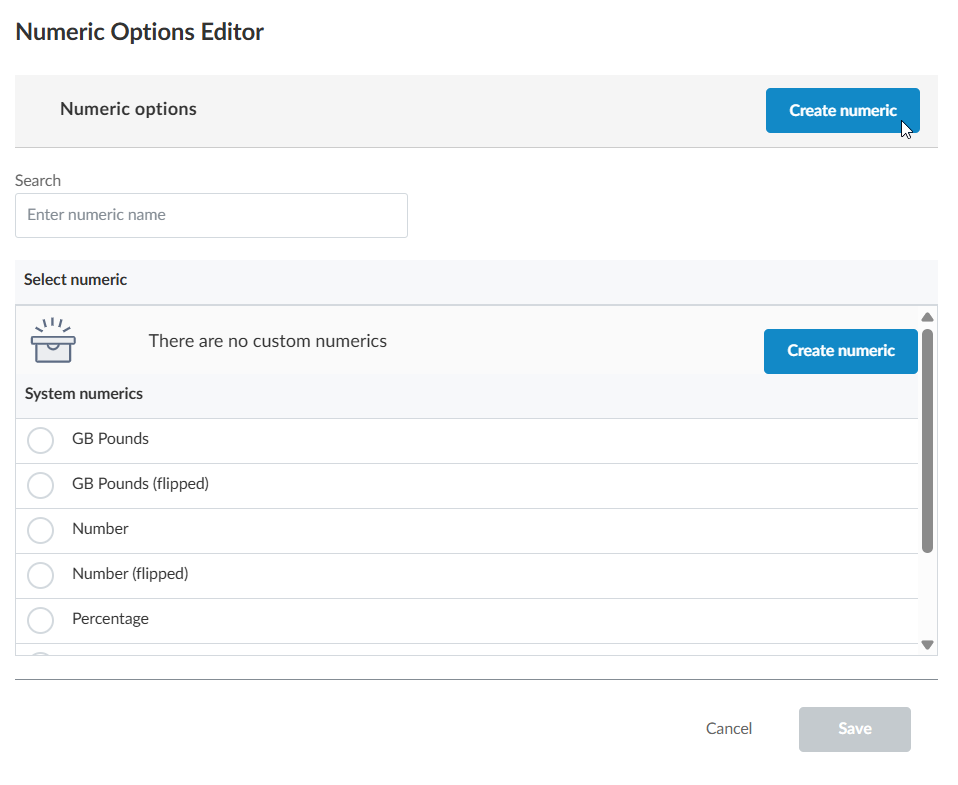 Numeric Options Editor
Numeric options
Create numeric
Search
Enter numeric name
Select numeric
There are no custom numerics
Create numeric
System numerics
GB Pounds
GB Pounds (flipped)
Number
Number (flipped)
Percentage
Cancel
Save